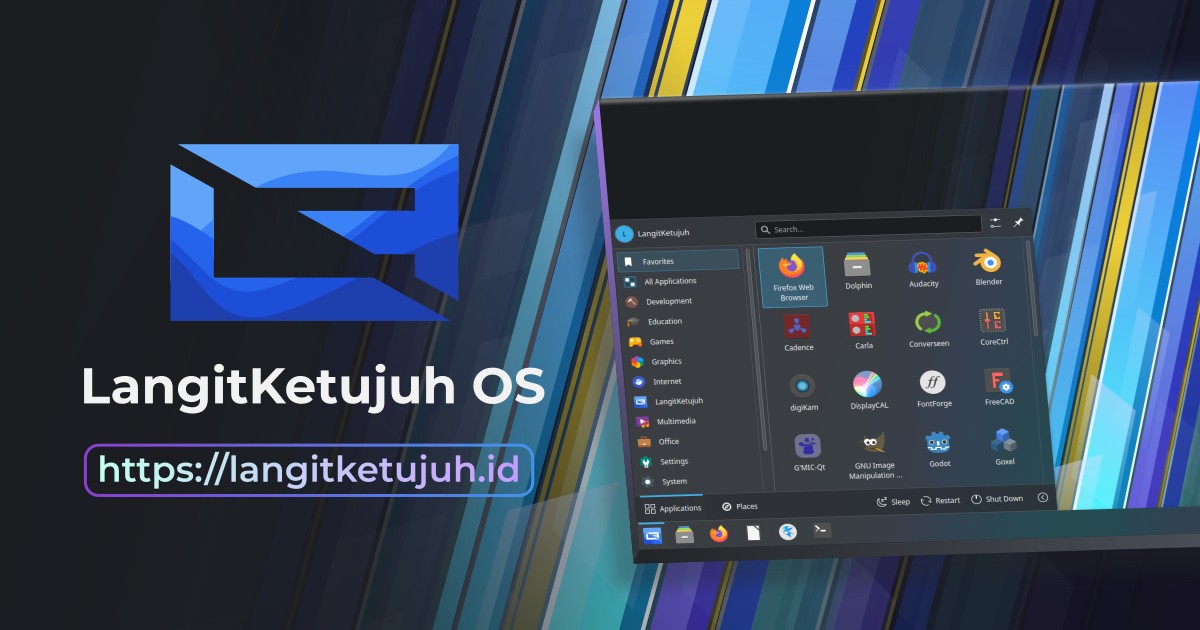 LangitKetujuh OS
https://langitketujuh.id
L
LangitKetujuh
Search...
Favorites
All Applications
Development
Education
Games
Graphics
Internet
LangitKetujuh
Multimedia
Office
Settings
System
Firefox Web
Browser
Dolphin
Audacity
Blender
Cadence
Carla
Converseen
CoreCtrl
digiKam
DisplayCAL
FontForge
FreeCAD
G'MIC-Qt
GNU Image
Manipulation ...
Godot
Goxel
Applications
Places
Sleep
Restart
Shut Down